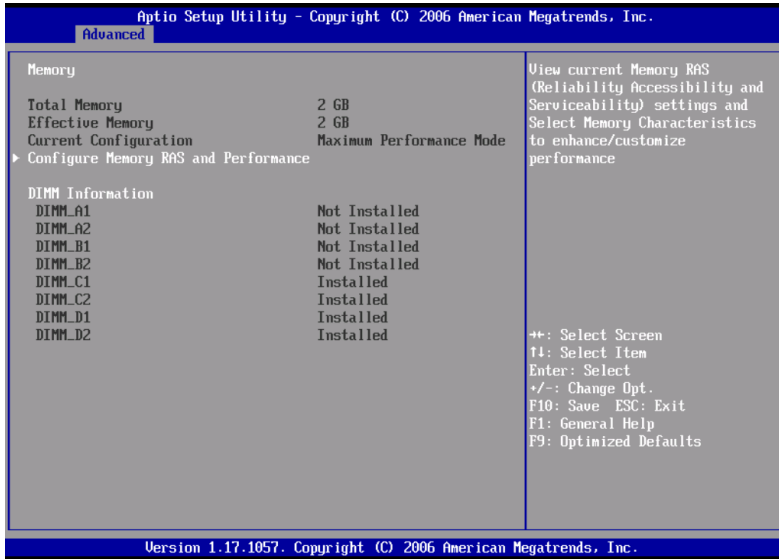 Aptio Setup Utility - Copyright (C) 2006 American Megatrends, Inc.
Advanced
Memory
Total Memory 2 GB
Effective Memory 2 GB
Current Configuration Maximum Performance Mode
▶ Configure Memory RAS and Performance
DIMM Information
DIMM_A1 Not Installed
DIMM_A2 Not Installed
DIMM_B1 Not Installed
DIMM_B2 Not Installed
DIMM_C1 Installed
DIMM_C2 Installed
DIMM_D1 Installed
DIMM_D2 Installed
View current Memory RAS
(Reliability Accessibility and
Serviceability) settings and
Select Memory Characteristics
to enhance/customize
performance
→←: Select Screen
↑↓: Select Item
Enter: Select
+/-: Change Opt.
F10: Save ESC: Exit
F1: General Help
F9: Optimized Defaults
Version 1.17.1057. Copyright (C) 2006 American Megatrends, Inc.